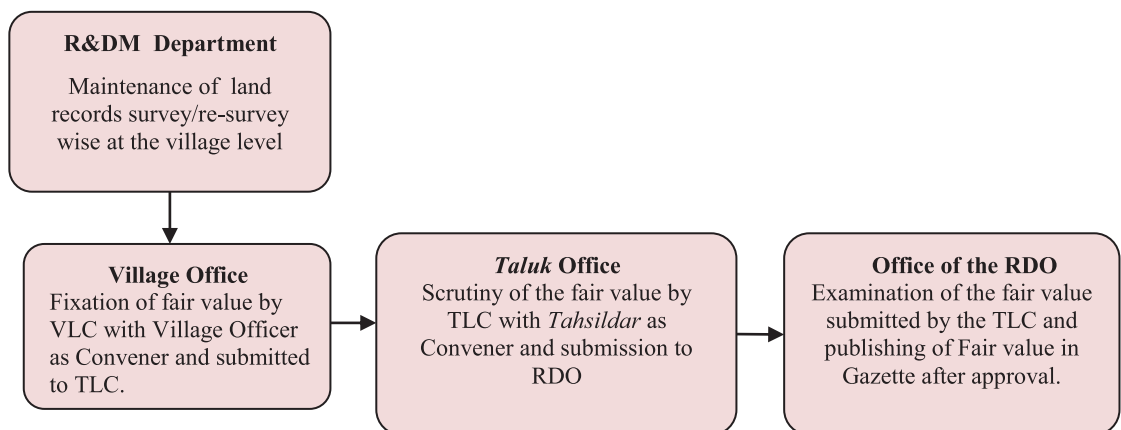 R&DM Department
Maintenance of land
records survey/re-survey
wise at the village level
Village Office
Fixation of fair value by
VLC with Village Officer
as Convener and submitted
to TLC.
Taluk Office
Scrutiny of the fair value by
TLC with Tahsildar as
Convener and submission to
RDO
Office of the RDO
Examination of the fair value
submitted by the TLC and
publishing of Fair value in
Gazette after approval.